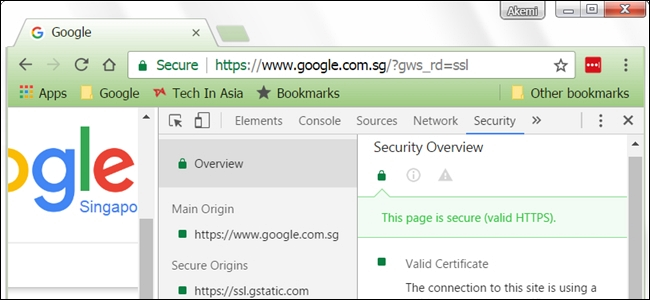 Akemi
Google
Secure https://www.google.com.sg/?gws_rd=ssl
Apps Google Tech In Asia Bookmarks Other bookmarks
Elements Console Sources Network Security »
ogle
Singapo
Overview
Main Origin
https://www.google.com.sg
Secure Origins
https://ssl.gstatic.com
Security Overview
This page is secure (valid HTTPS).
Valid Certificate
The connection to this site is using a